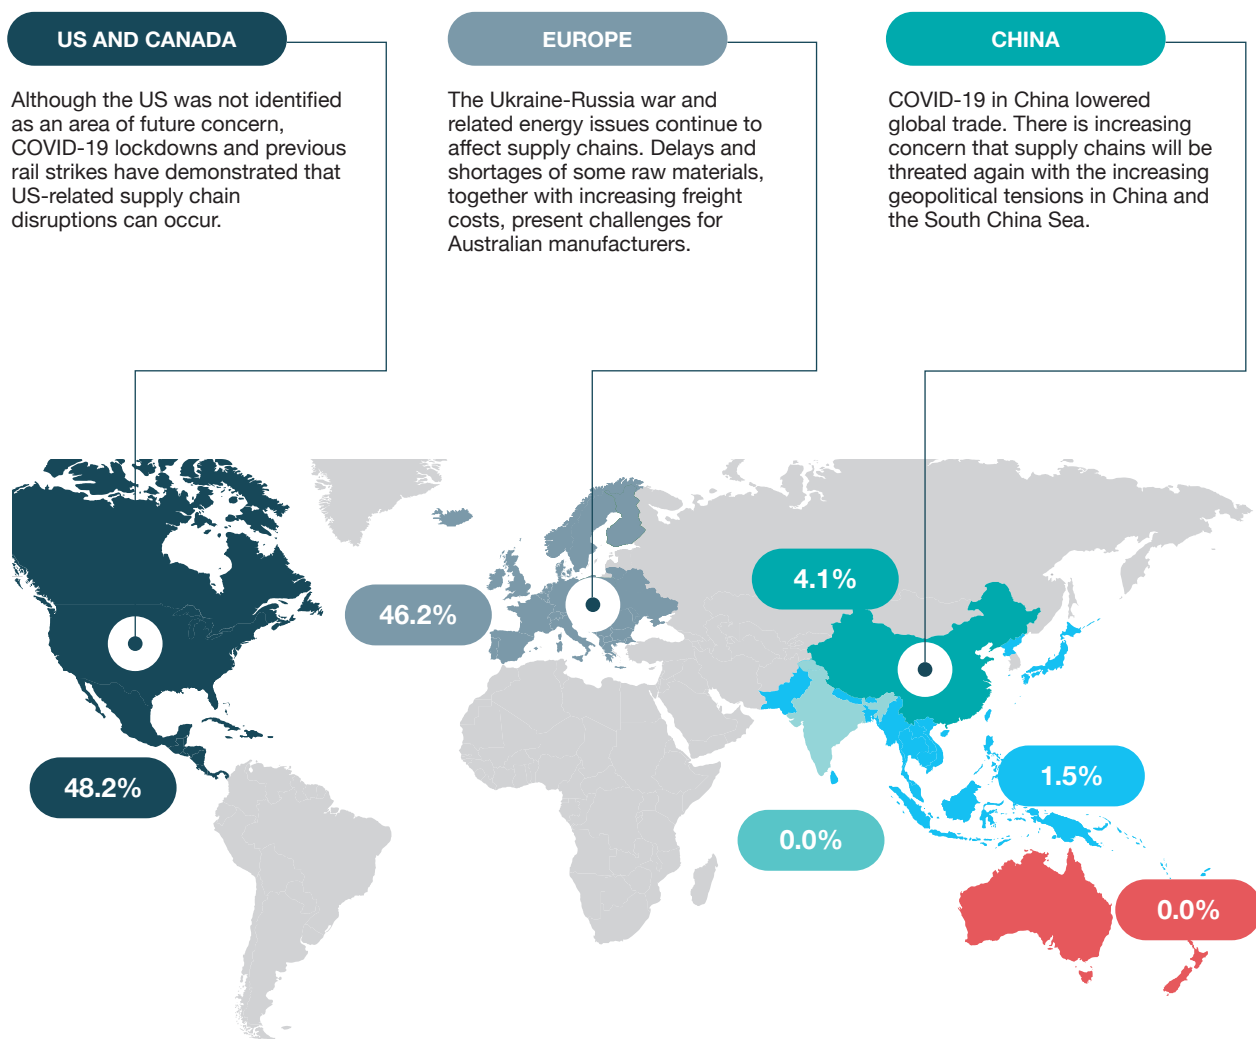 US AND CANADA
Although the US was not identified
as an area of future concern,
COVID-19 lockdowns and previous
rail strikes have demonstrated that
US-related supply chain
disruptions can occur.
EUROPE
The Ukraine-Russia war and
related energy issues continue to
affect supply chains. Delays and
shortages of some raw materials,
together with increasing freight
costs, present challenges for
Australian manufacturers.
CHINA
COVID-19 in China lowered
global trade. There is increasing
concern that supply chains will be
threated again with the increasing
geopolitical tensions in China and
the South China Sea.
4.1%
46.2%
1.5%
48.2%
0.0%
0.0%